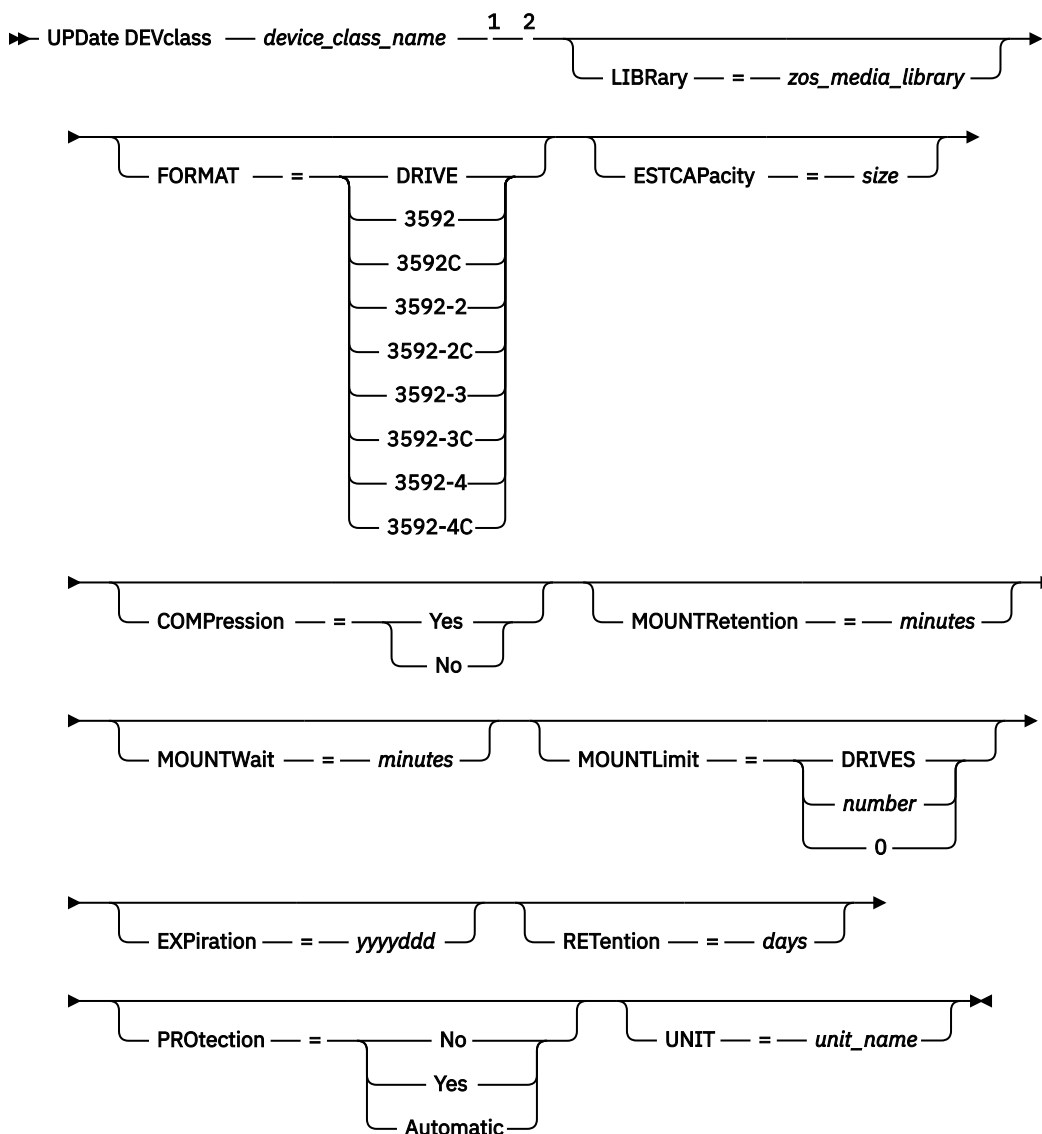 1 2
UPDate DEVclass device_class_name
LIBRary = zos_media_library
FORMAT = DRIVE
3592
3592C
3592-2
3592-2C
3592-3
3592-3C
3592-4
3592-4C
ESTCAPacity = size
COMPression = Yes
No
MOUNTRetention = minutes
MOUNTWait = minutes
MOUNTLimit = DRIVES
number
0
EXPiration = yyyyddd
RETention = days
PROtection = No
Yes
Automatic
UNIT = unit_name